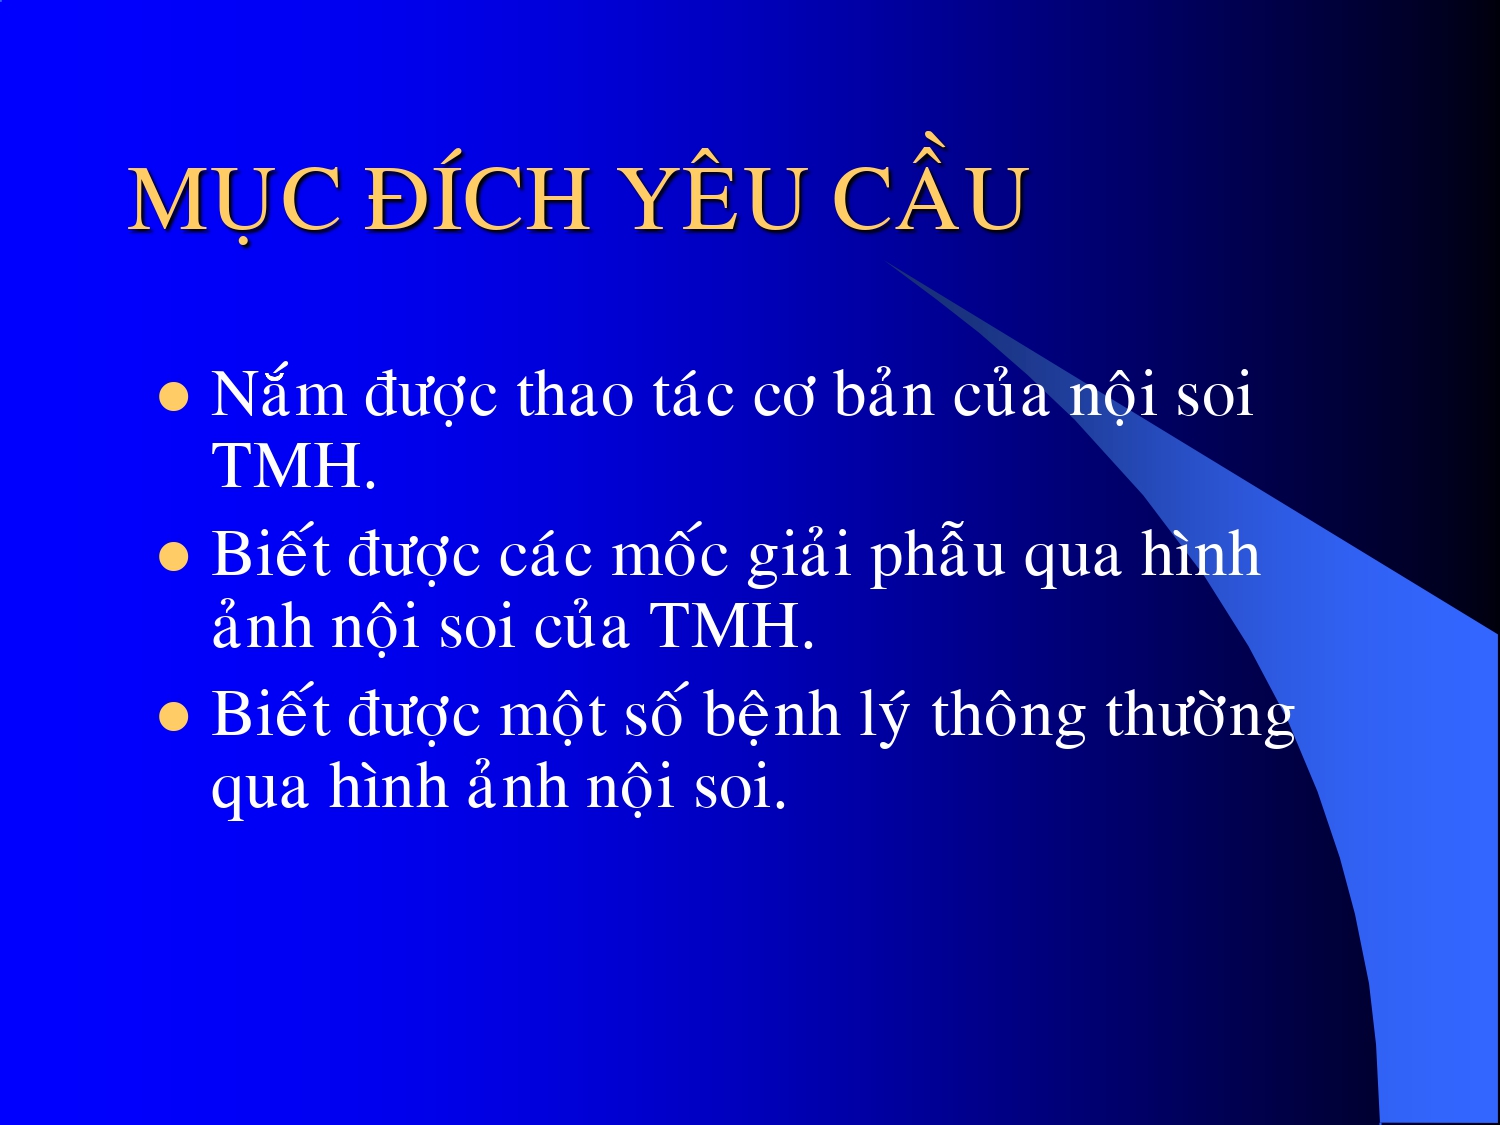 MỤC ĐÍCH YÊU CẦU
Nắm được thao tác cơ bản của nội soi
TMH.
Biết được các mốc giải phẫu qua hình
ảnh nội soi của TMH.
Biết được một số bệnh lý thông thường
qua hình ảnh nội soi.